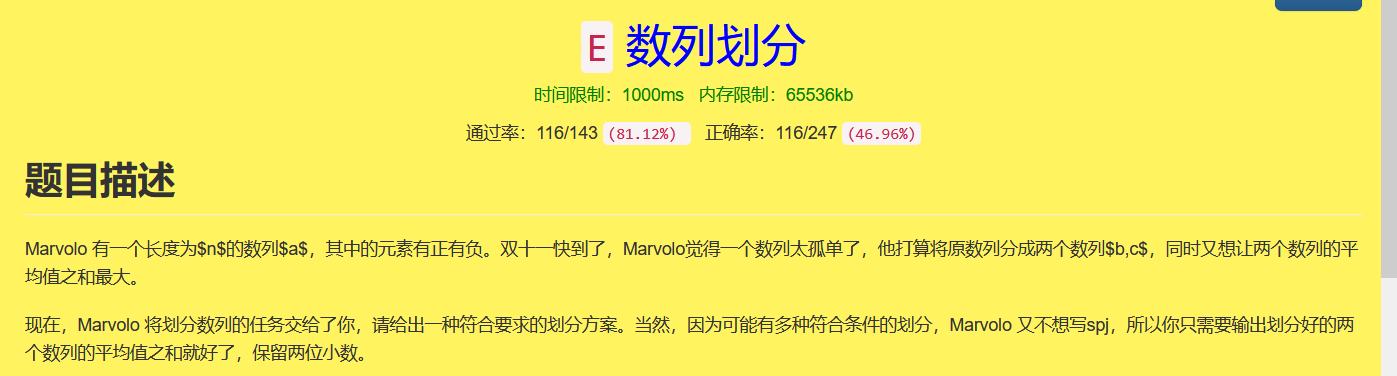 E 数列划分
时间限制：1000ms 内存限制：65536kb
通过率：116/143 (81.12%) 正确率：116/247 (46.96%)
题目描述
Marvolo 有一个长度为$n$的数列$a$，其中的元素有正有负。双十一快到了，Marvolo觉得一个数列太孤单了，他打算将原数列分成两个数列$b,c$，同时又想让两个数列的平
均值之和最大。
现在，Marvolo 将划分数列的任务交给了你，请给出一种符合要求的划分方案。当然，因为可能有多种符合条件的划分，Marvolo 又不想写spj，所以你只需要输出划分好的两
个数列的平均值之和就好了，保留两位小数。